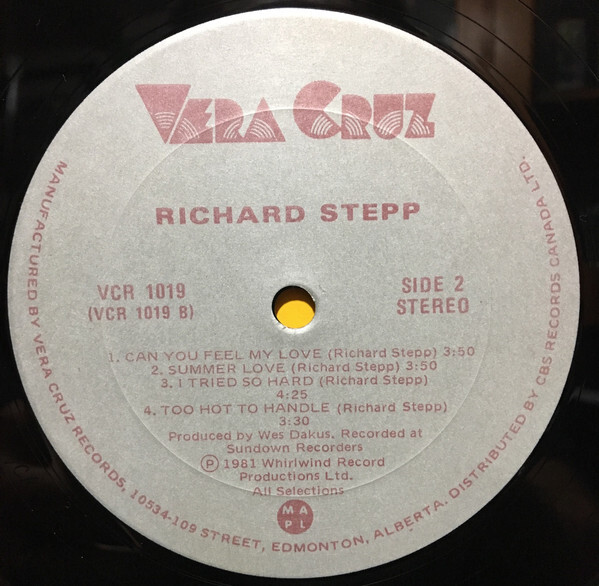 VERA CRUZ
RICHARD STEPP
VCR 1019
(VCR 1019 B)
SIDE 2
STEREO
1. CAN YOU FEEL MY LOVE (Richard Stepp) 3:50
2. SUMMER LOVE (Richard Stepp) 3:50
3. I TRIED SO HARD (Richard Stepp)
4:25
4. TOO HOT TO HANDLE (Richard Stepp)
3:30
Produced by Wes Dakus. Recorded at
Sundown Recorders
Ⓟ 1981 Whirlwind Record
Productions Ltd.
All Selections
M A
P L
MANUFACTURED BY VERA CRUZ RECORDS, 10534-109 STREET, EDMONTON, ALBERTA. DISTRIBUTED BY CBS RECORDS CANADA LTD.